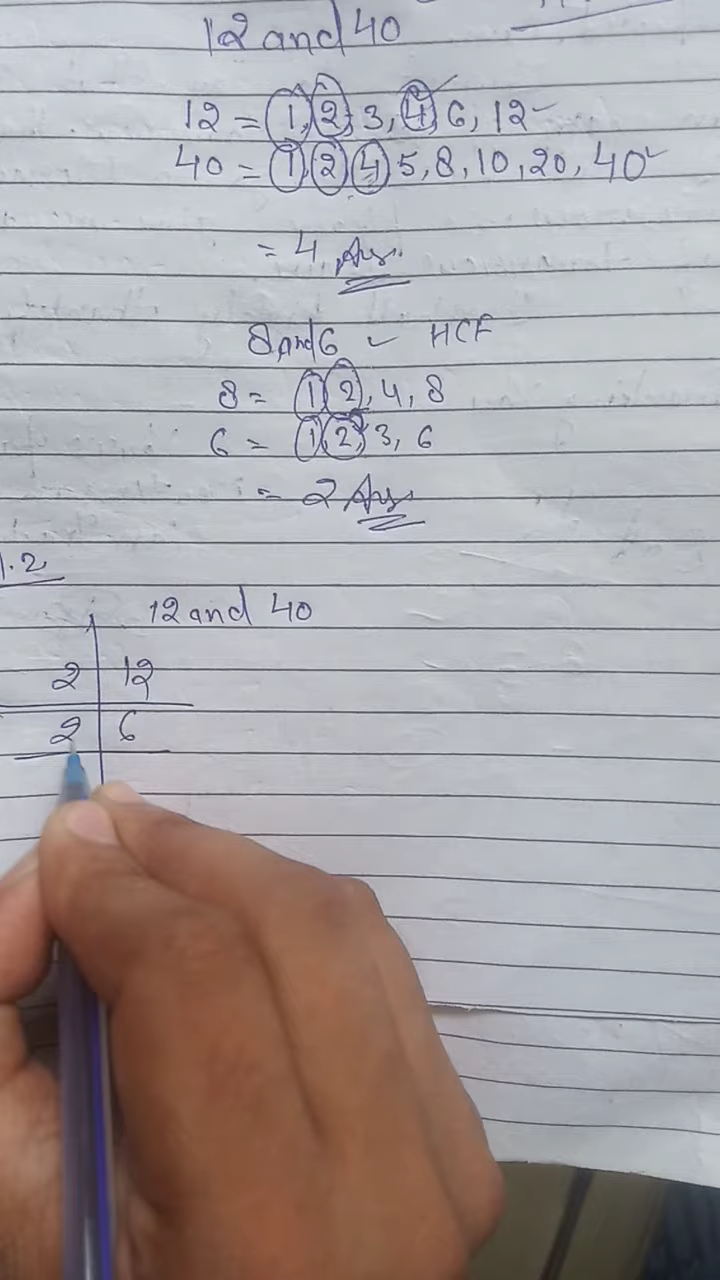 12 and 40
12 = 1, 2, 3, 4, 6, 12
40 = 1, 2, 4, 5, 8, 10, 20, 40
= 4 Ans.
8 and 6 - HCF
8 = 1, 2, 4, 8
6 = 1, 2, 3, 6
= 2 Ans
1.2
12 and 40
2 12
2 6